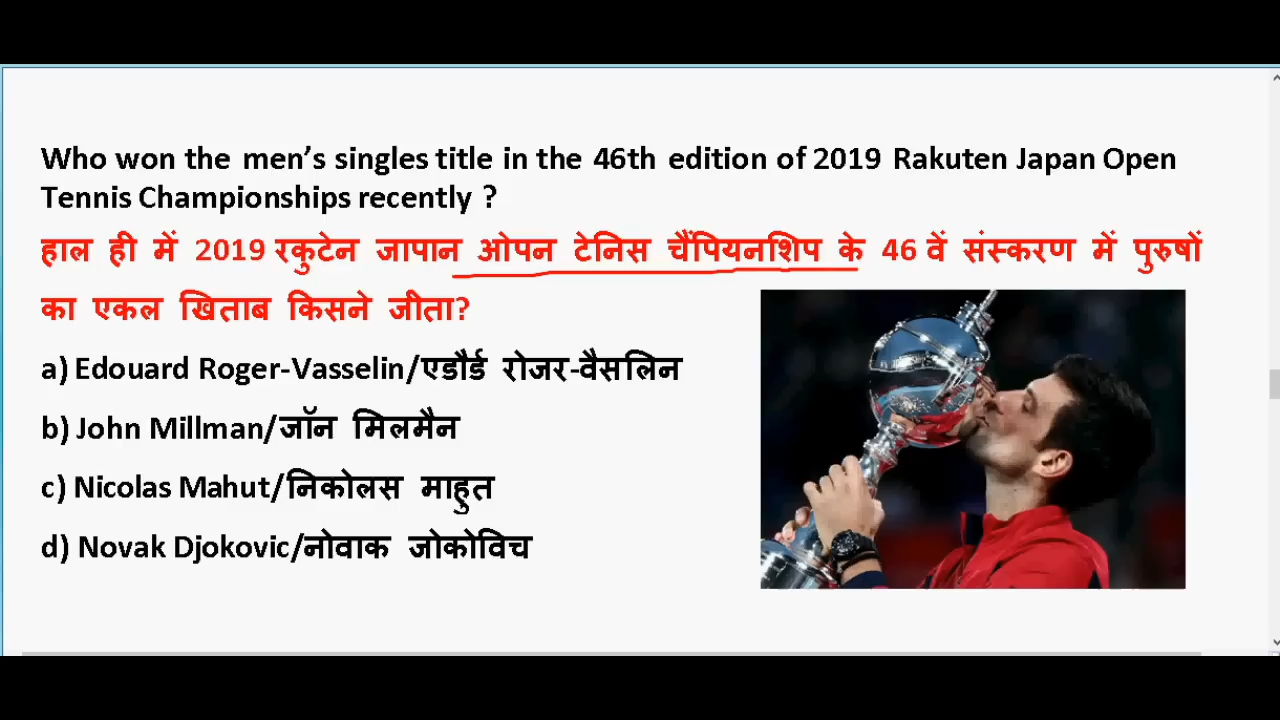 Who won the men’s singles title in the 46th edition of 2019 Rakuten Japan Open
Tennis Championships recently ?
हाल ही में 2019 रकुटेन जापान ओपन टेनिस चैंपियनशिप के 46 वें संस्करण में पुरुषों
का एकल खिताब किसने जीता?
a) Edouard Roger-Vasselin/एडौर्ड रोजर-वैसलिन
b) John Millman/जॉन मिलमैन
c) Nicolas Mahut/निकोलस माहुत
d) Novak Djokovic/नोवाक जोकोविच